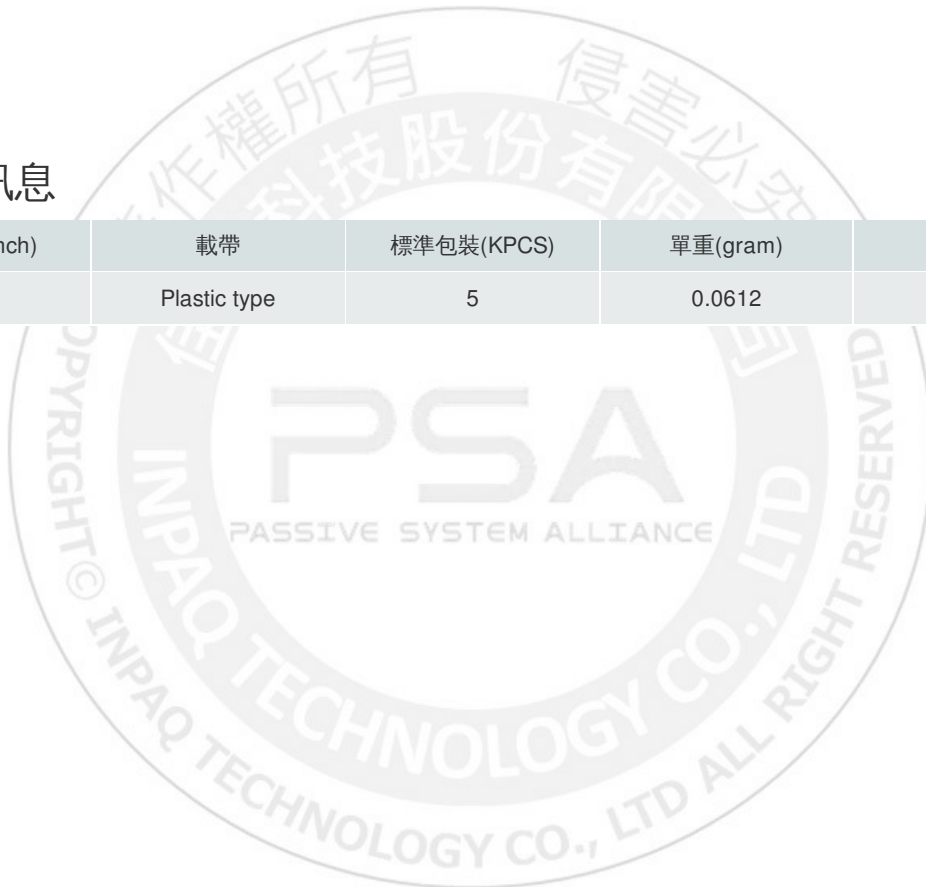 訊息
nch) 載帶 標準包裝(KPCS) 單重(gram)
Plastic type 5 0.0612
作權所有 侵害必究
科技股份有限
PSA
PASSIVE SYSTEM ALLIANCE
INPAQ TECHNOLOGY CO., LTD
OPYRIGHT© INPAQ TECHNOLOGY CO., LTD ALL RIGHT RESERVED